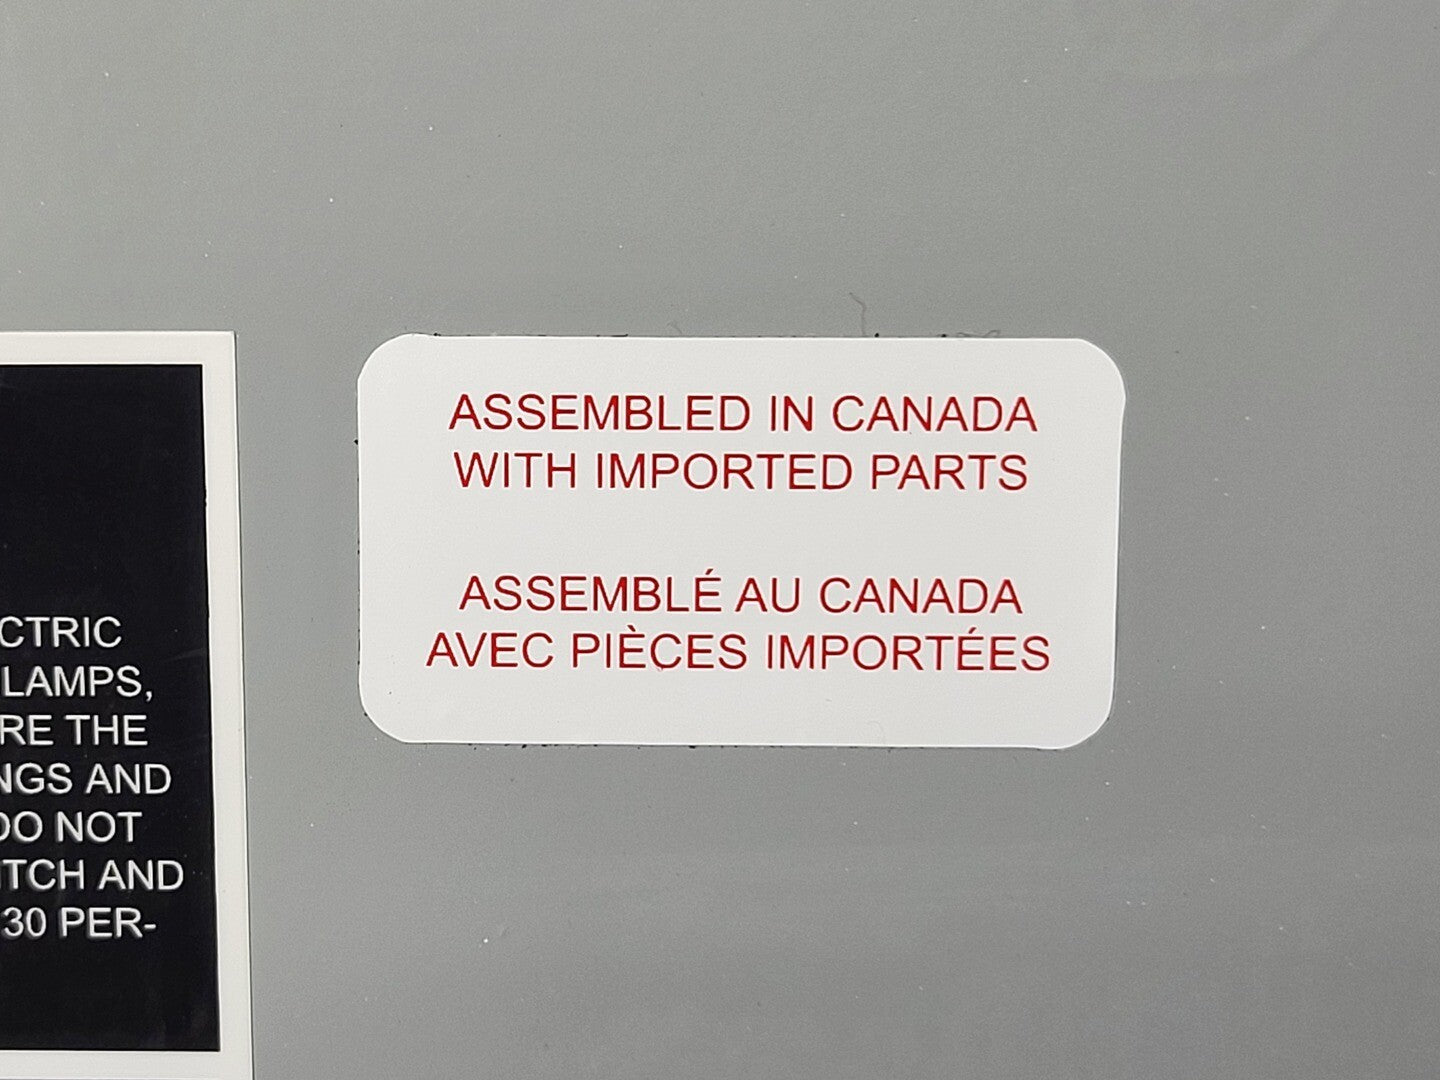 ASSEMBLED IN CANADA
WITH IMPORTED PARTS
ASSEMBLÉ AU CANADA
AVEC PIÈCES IMPORTÉES
CTRIC
LAMPS,
RE THE
NGS AND
DO NOT
ITCH AND
30 PER-